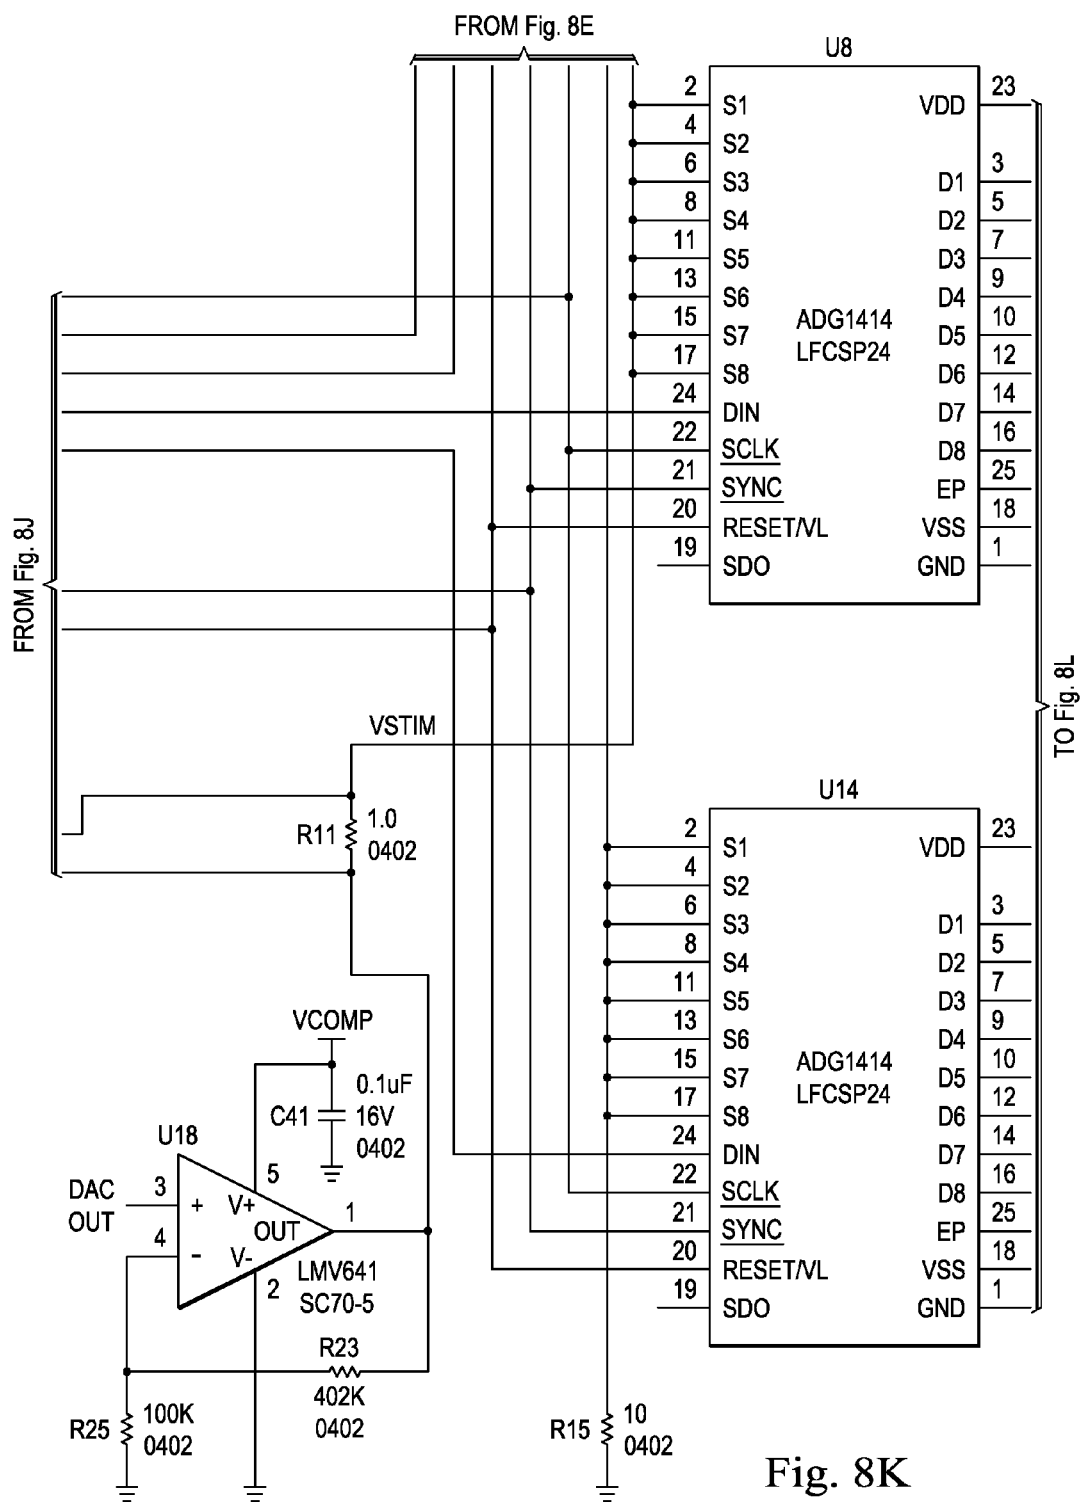 FROM Fig. 8E
U8
2 S1 VDD 23
4 S2
6 S3 D1 3
8 S4 D2 5
11 S5 D3 7
13 S6 D4 9
15 S7 D5 10
17 S8 D6 12
24 DIN D7 14
22 SCLK D8 16
21 SYNC EP 25
20 RESET/VL VSS 18
19 SDO GND 1
ADG1414
LFCSP24
FROM Fig. 8J
TO Fig. 8L
VSTIM
R11 1.0
0402
U14
2 S1 VDD 23
4 S2
6 S3 D1 3
8 S4 D2 5
11 S5 D3 7
13 S6 D4 9
15 S7 D5 10
17 S8 D6 12
24 DIN D7 14
22 SCLK D8 16
21 SYNC EP 25
20 RESET/VL VSS 18
19 SDO GND 1
ADG1414
LFCSP24
VCOMP
0.1uF
C41 16V
0402
U18
5
DAC
OUT
3 + V+
4 - V-
OUT 1
2
LMV641
SC70-5
R23
402K
0402
R25 100K
0402
R15 10
0402
Fig. 8K